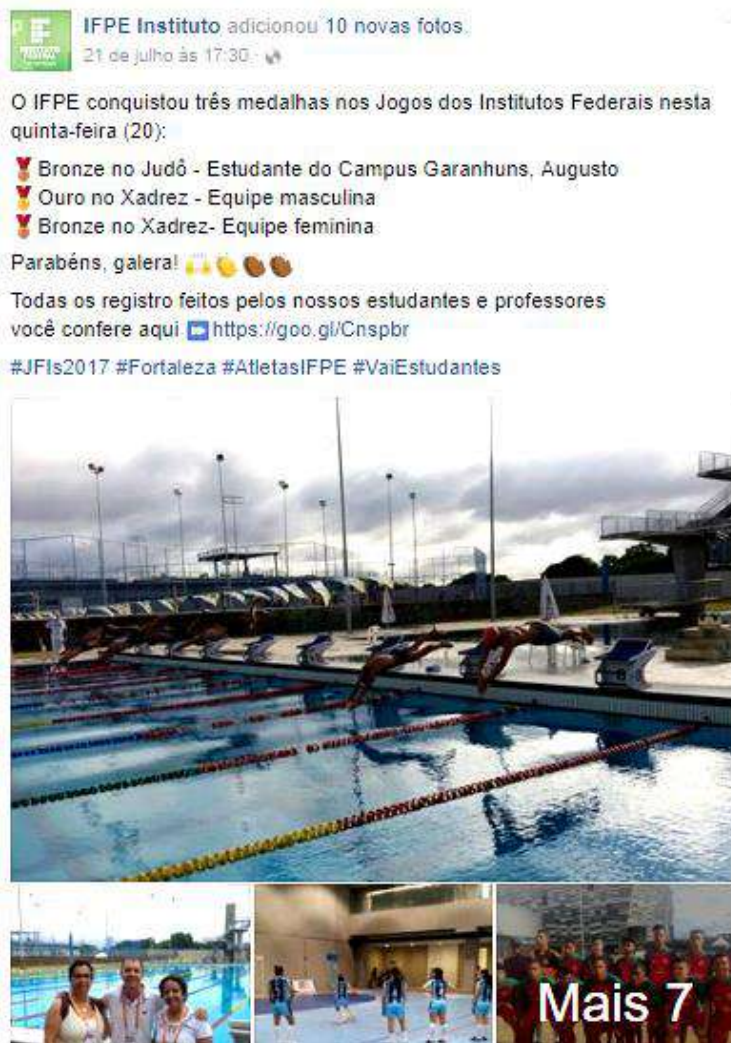 INSTITUTO
FEDERAL
IFPE Instituto adicionou 10 novas fotos.
21 de julho às 17:30 ·
O IFPE conquistou três medalhas nos Jogos dos Institutos Federais nesta
quinta-feira (20):
Bronze no Judô - Estudante do Campus Garanhuns, Augusto
Ouro no Xadrez - Equipe masculina
Bronze no Xadrez- Equipe feminina
Parabéns, galera! 🙌👏👏👏
Todas os registro feitos pelos nossos estudantes e professores
você confere aqui ➡https://goo.gl/Cnspbr
#JFIs2017 #Fortaleza #AtletasIFPE #VaiEstudantes
Mais 7